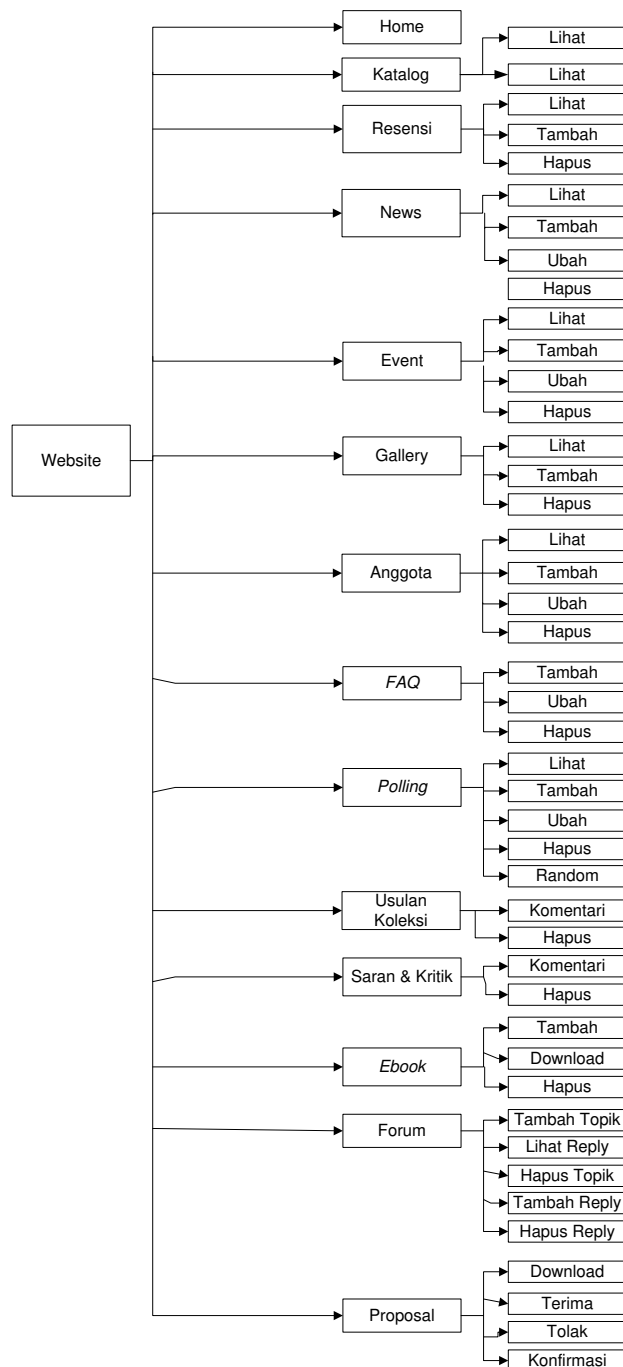 Website
Home
Katalog
Lihat
Lihat
Resensi
Lihat
Tambah
Hapus
News
Lihat
Tambah
Ubah
Hapus
Event
Lihat
Tambah
Ubah
Hapus
Gallery
Lihat
Tambah
Hapus
Anggota
Lihat
Tambah
Ubah
Hapus
FAQ
Tambah
Ubah
Hapus
Polling
Lihat
Tambah
Ubah
Hapus
Random
Usulan
Koleksi
Komentari
Hapus
Saran & Kritik
Komentari
Hapus
Ebook
Tambah
Download
Hapus
Forum
Tambah Topik
Lihat Reply
Hapus Topik
Tambah Reply
Hapus Reply
Proposal
Download
Terima
Tolak
Konfirmasi